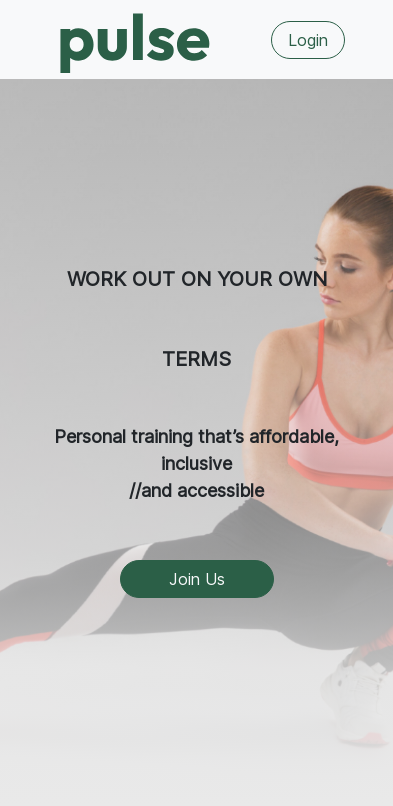 pulse
Login
WORK OUT ON YOUR OWN
TERMS
Personal training that's affordable,
inclusive
//and accessible
Join Us